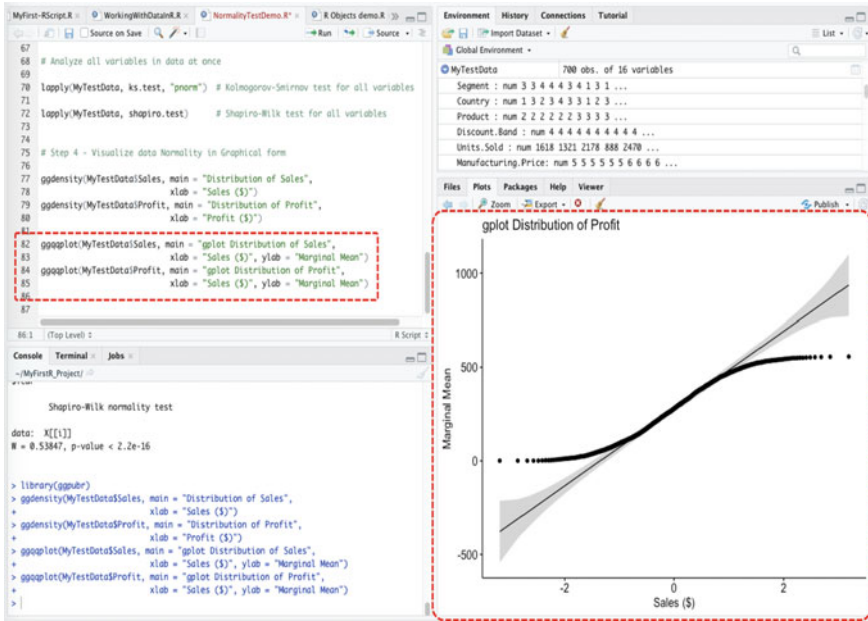 MyFirst-RScript.R
WorkingWithDataInR.R
NormalityTestDemo.R*
R Objects demo.R
Source on Save
Run
Source
67
68 # Analyze all variables in data at once
69
70 lapply(MyTestData, ks.test, "pnorm") # Kolmogorov-Smirnov test for all variables
71
72 lapply(MyTestData, shapiro.test) # Shapiro-Wilk test for all variables
73
74
75 # Step 4 - Visualize data Normality in Graphical form
76
77 ggdensity(MyTestData$Sales, main = "Distribution of Sales",
78 xlab = "Sales ($)")
79 ggdensity(MyTestData$Profit, main = "Distribution of Profit",
80 xlab = "Profit ($)")
81
82 ggqqplot(MyTestData$Sales, main = "gplot Distribution of Sales",
83 xlab = "Sales ($)", ylab = "Marginal Mean")
84 ggqqplot(MyTestData$Profit, main = "gplot Distribution of Profit",
85 xlab = "Sales ($)", ylab = "Marginal Mean")
86
87
86:1 (Top Level) R Script
Console Terminal Jobs
~/MyFirstR_Project/
Shapiro-Wilk normality test
data: X[[i]]
W = 0.53847, p-value < 2.2e-16
> library(ggpubr)
> ggdensity(MyTestData$Sales, main = "Distribution of Sales",
+ xlab = "Sales ($)")
> ggdensity(MyTestData$Profit, main = "Distribution of Profit",
+ xlab = "Profit ($)")
> ggqqplot(MyTestData$Sales, main = "gplot Distribution of Sales",
+ xlab = "Sales ($)", ylab = "Marginal Mean")
> ggqqplot(MyTestData$Profit, main = "gplot Distribution of Profit",
+ xlab = "Sales ($)", ylab = "Marginal Mean")
>
Environment History Connections Tutorial
Import Dataset
List
Global Environment
MyTestData 700 obs. of 16 variables
Segment : num 3 3 4 4 4 3 4 1 3 1 ...
Country : num 1 3 2 3 4 3 3 1 2 3 ...
Product : num 2 2 2 2 2 2 3 3 3 3 ...
Discount.Band : num 4 4 4 4 4 4 4 4 4 4 ...
Units.Sold : num 1618 1321 2178 888 2470 ...
Manufacturing.Price: num 5 5 5 5 5 5 6 6 6 6 ...
Files Plots Packages Help Viewer
Zoom
Export
Publish
gplot Distribution of Profit
1000
500
0
-500
Marginal Mean
-2
0
2
Sales ($)